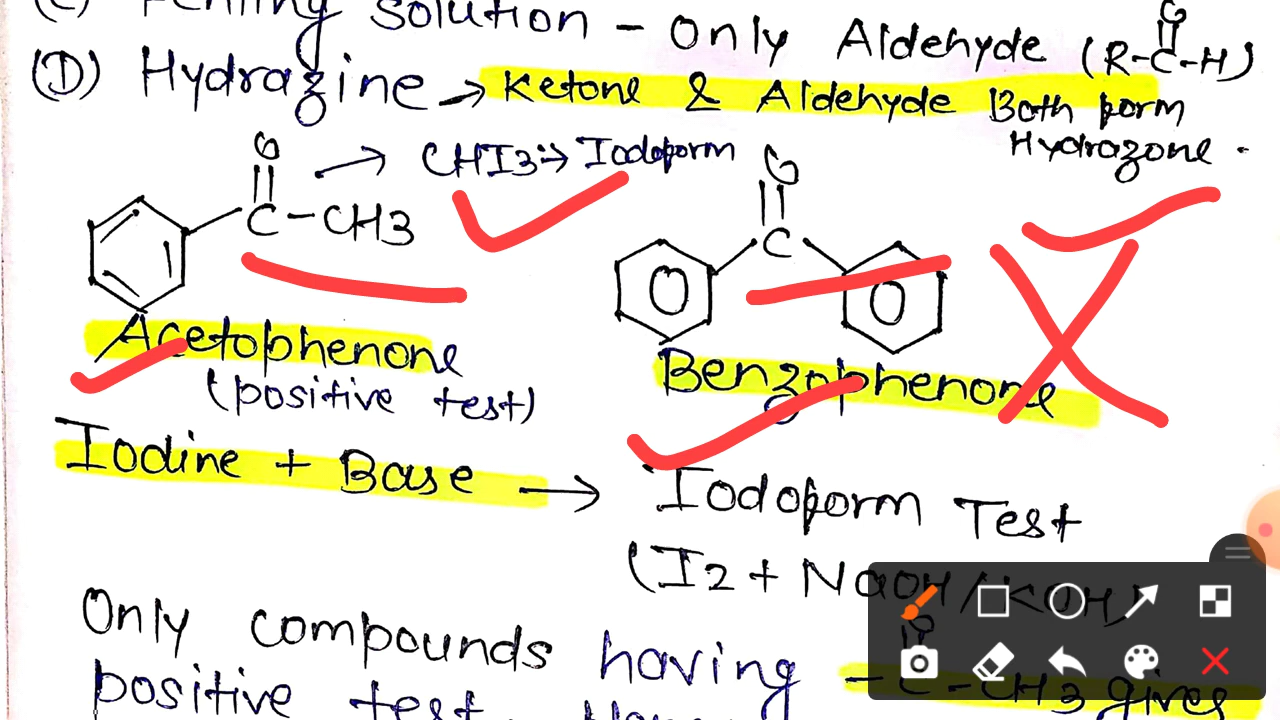 (C) Fehling Solution - Only Aldehyde (R-C-H)
O
(D) Hydrazine → Ketone & Aldehyde Both form
Hydrazone.
O
C-CH3
→ CHI3 => Iodoform
O
C
Acetophenone
(positive test)
Benzophenone
Iodine + Base → Iodoform Test
(I2 + NaOH/KOH)
Only compounds having -C-CH3 gives
O
positive test.